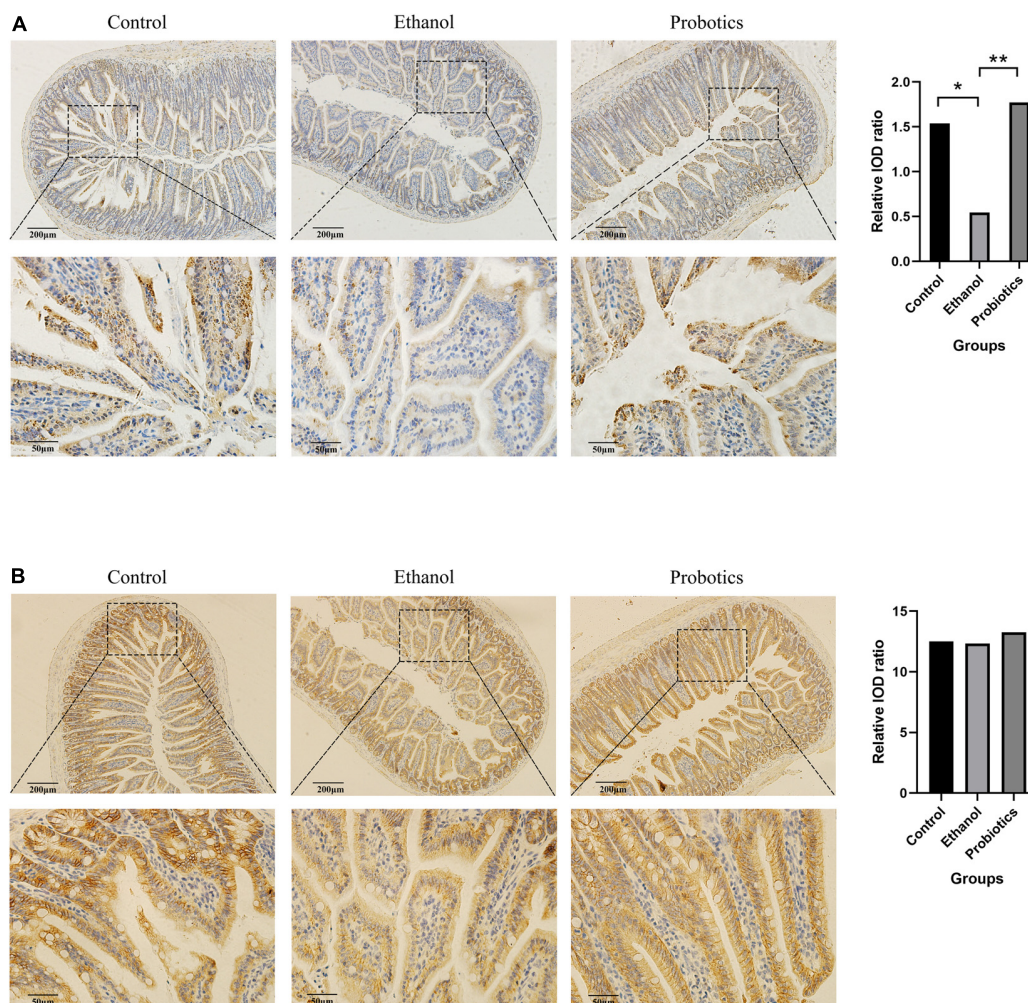 A
Control
Ethanol
Probotics
200µm
200µm
200µm
50µm
50µm
50µm
Relative IOD ratio
2.0
1.5
1.0
0.5
0.0
*
**
Control
Ethanol
Probiotics
Groups
B
Control
Ethanol
Probotics
200µm
200µm
200µm
50µm
50µm
50µm
Relative IOD ratio
15
10
5
0
Control
Ethanol
Probiotics
Groups